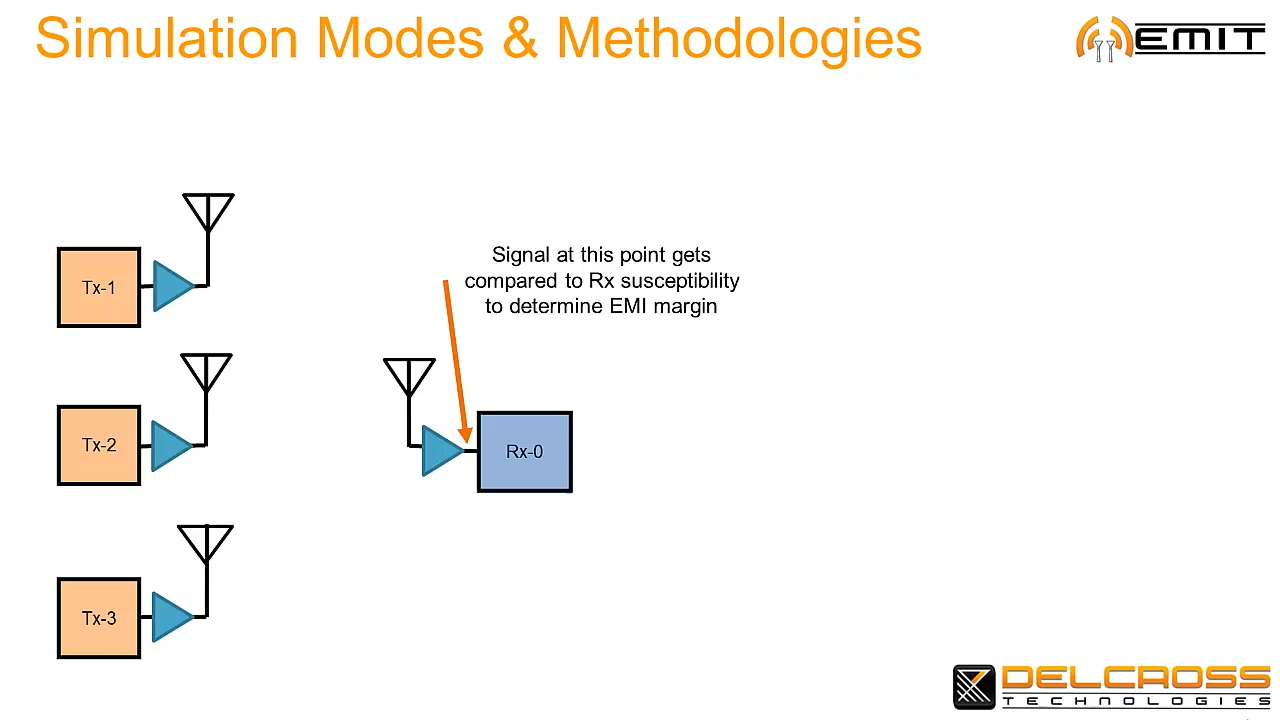 Simulation Modes & Methodologies
EMIT
Tx-1
Signal at this point gets
compared to Rx susceptibility
to determine EMI margin
Tx-2
Rx-0
Tx-3
DELCROSS
TECHNOLOGIES